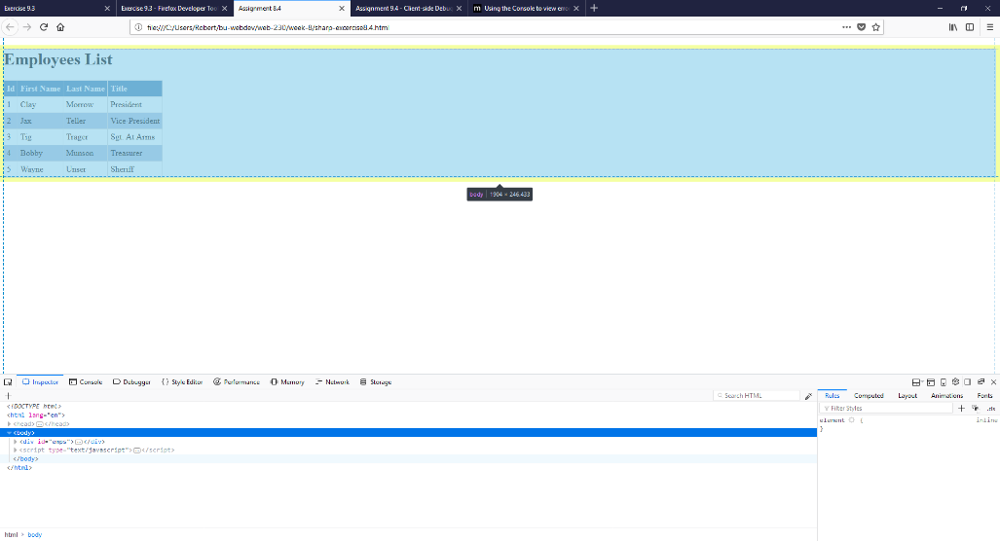 Exercise 9.3
Exercise 9.3 - Firefox Developer Too
Assignment 8.4
Assignment 9.4 - Client-side Debug
m Using the Console to view erro
file:///C:/Users/Robert/bu-webdev/web-230/week-8/sharp-excercise8.4.html
Employees List
Id First Name Last Name Title
1 Clay Morrow President
2 Jax Teller Vice President
3 Tig Trager Sgt. At Arms
4 Bobby Munson Treasurer
5 Wayne Unser Sheriff
body 1904 × 246.433
Inspector Console Debugger { } Style Editor Performance Memory Network Storage
+ Search HTML
Rules Computed Layout Animations Fonts
Filter Styles + .cls
<!DOCTYPE html>
<html lang="en">
<head></head>
<body>
<div id="emps"></div>
<script type="text/javascript"></script>
</body>
</html>
element { inline
}
html > body